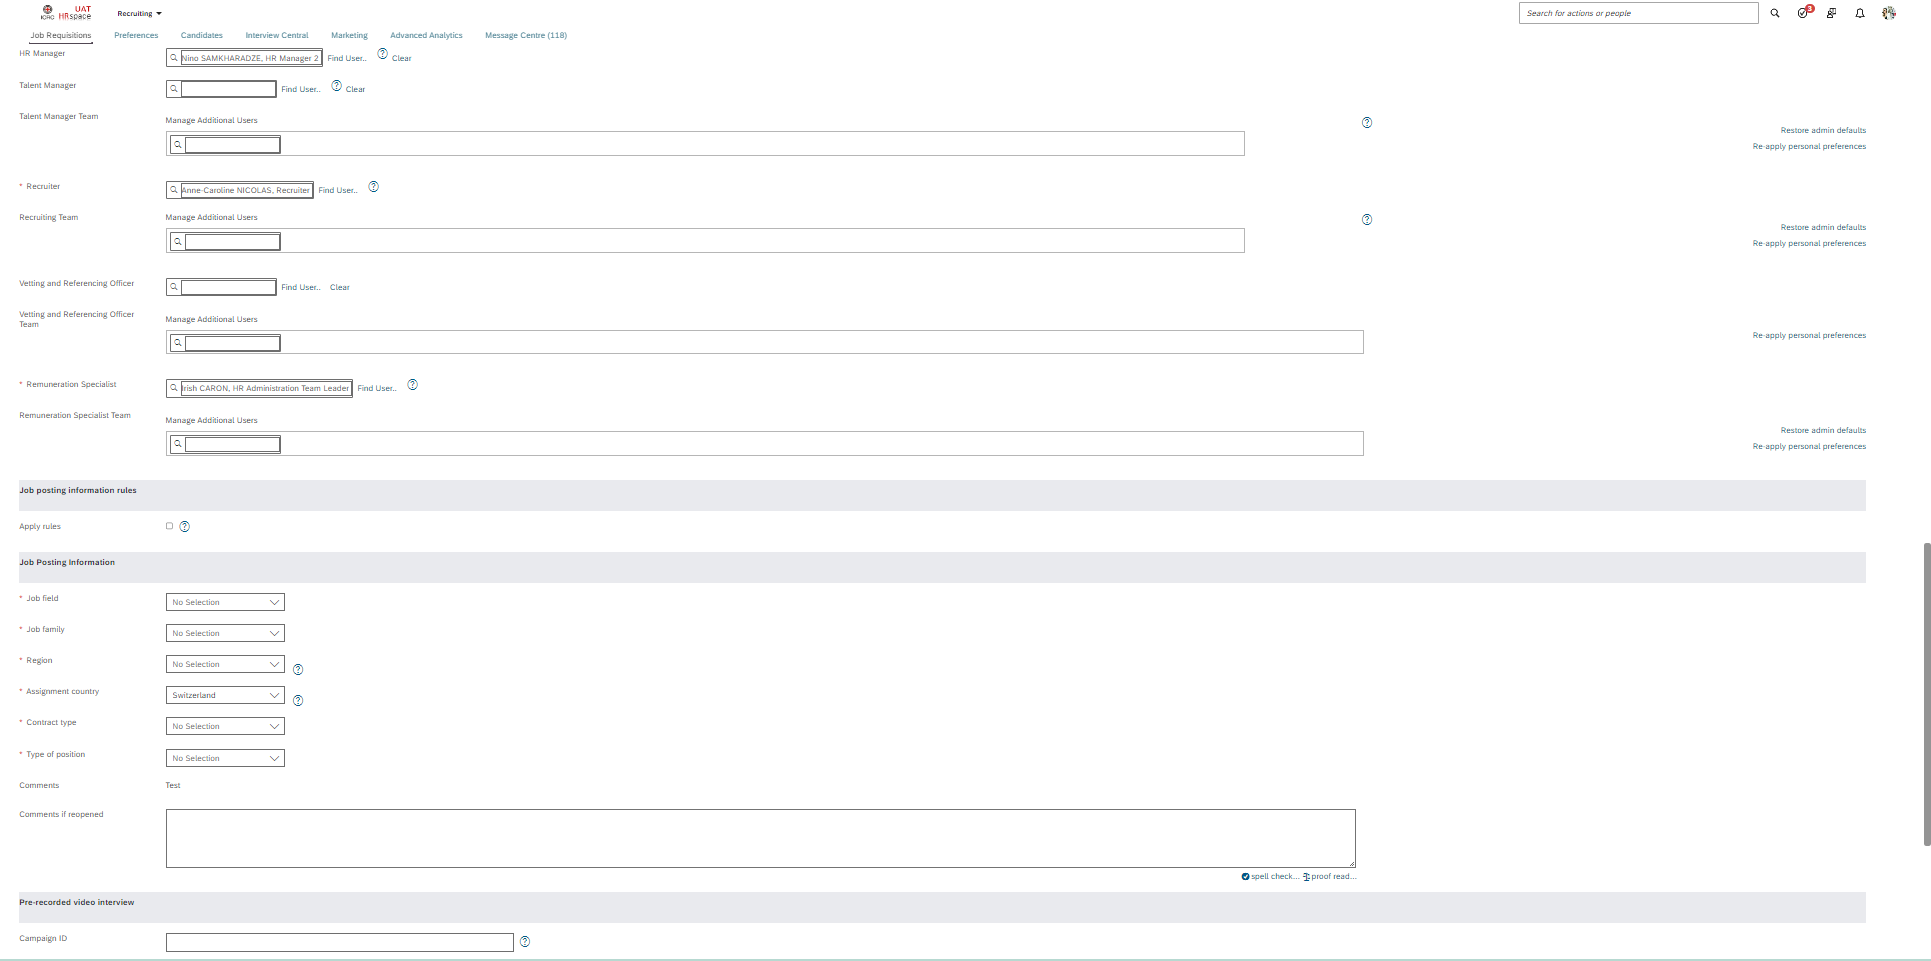 ICRC UAT HRspace Recruiting
Search for actions or people
3
Job Requisitions Preferences Candidates Interview Central Marketing Advanced Analytics Message Centre (118)
HR Manager
Nino SAMKHARADZE, HR Manager 2 Find User.. Clear
Talent Manager
Find User.. Clear
Talent Manager Team
Manage Additional Users
Restore admin defaults
Re-apply personal preferences
* Recruiter
Anne-Caroline NICOLAS, Recruiter Find User..
Recruiting Team
Manage Additional Users
Restore admin defaults
Re-apply personal preferences
Vetting and Referencing Officer
Find User.. Clear
Vetting and Referencing Officer Team
Manage Additional Users
Re-apply personal preferences
* Remuneration Specialist
Irish CARON, HR Administration Team Leader Find User..
Remuneration Specialist Team
Manage Additional Users
Restore admin defaults
Re-apply personal preferences
Job posting information rules
Apply rules
Job Posting Information
* Job field No Selection
* Job family No Selection
* Region No Selection
* Assignment country Switzerland
* Contract type No Selection
* Type of position No Selection
Comments Test
Comments if reopened
spell check... proof read...
Pre-recorded video interview
Campaign ID